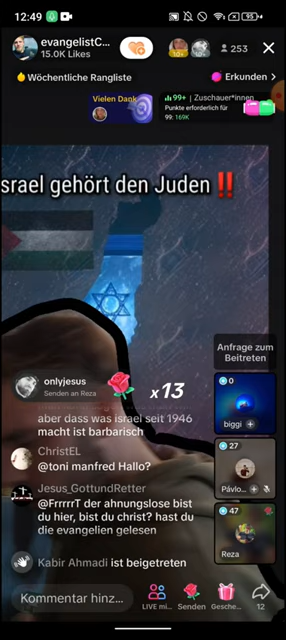 12:49
95
evangelistC...
15.0K Likes
253
Wöchentliche Rangliste
Erkunden >
Vielen Dank
99+ | Zuschauer*innen
Punkte erforderlich für
99: 169K
srael gehört den Juden ‼️
Anfrage zum
Beitreten
0
biggi +
27
Pávlo... +
47
Reza
onlyjesus
Senden an Reza
x13
aber dass was israel seit 1946
macht ist barbarisch
ChristEL
@toni manfred Hallo?
Jesus_GottundRetter
@FrrrrrT der ahnungslose bist
du hier, bist du christ? hast du
die evangelien gelesen
Kabir Ahmadi ist beigetreten
Kommentar hinz...
LIVE mi...
Senden
Gesche...
12